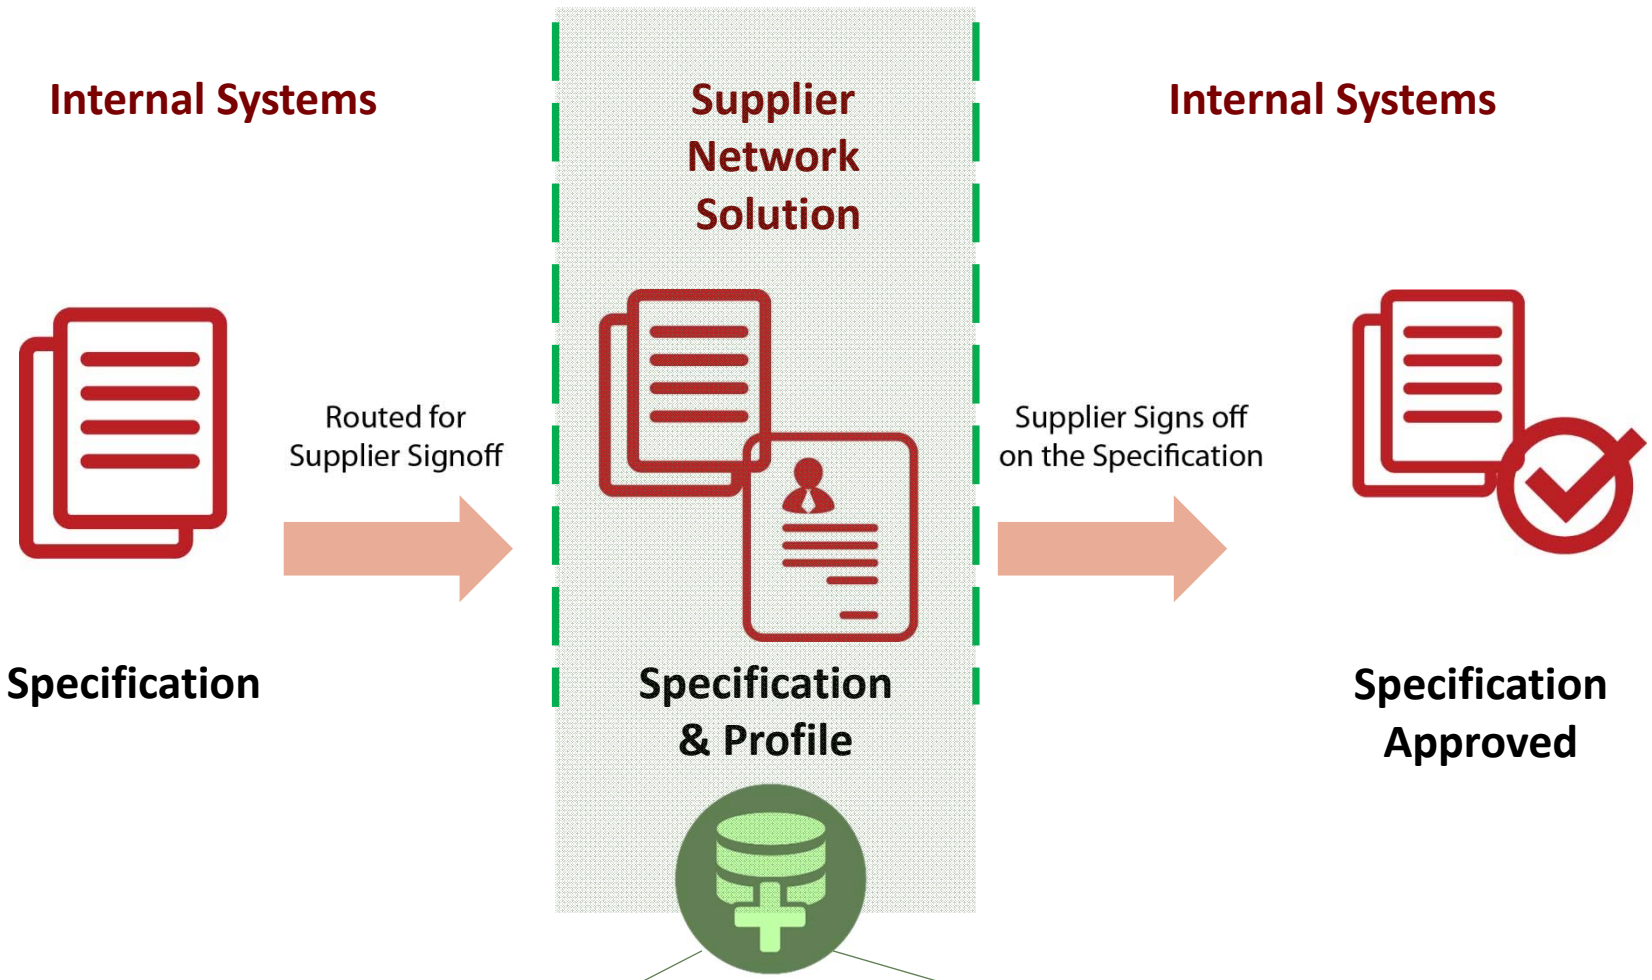 Internal Systems
Supplier
Network
Solution
Internal Systems
Routed for
Supplier Signoff
Supplier Signs off
on the Specification
Specification
Specification
& Profile
Specification
Approved